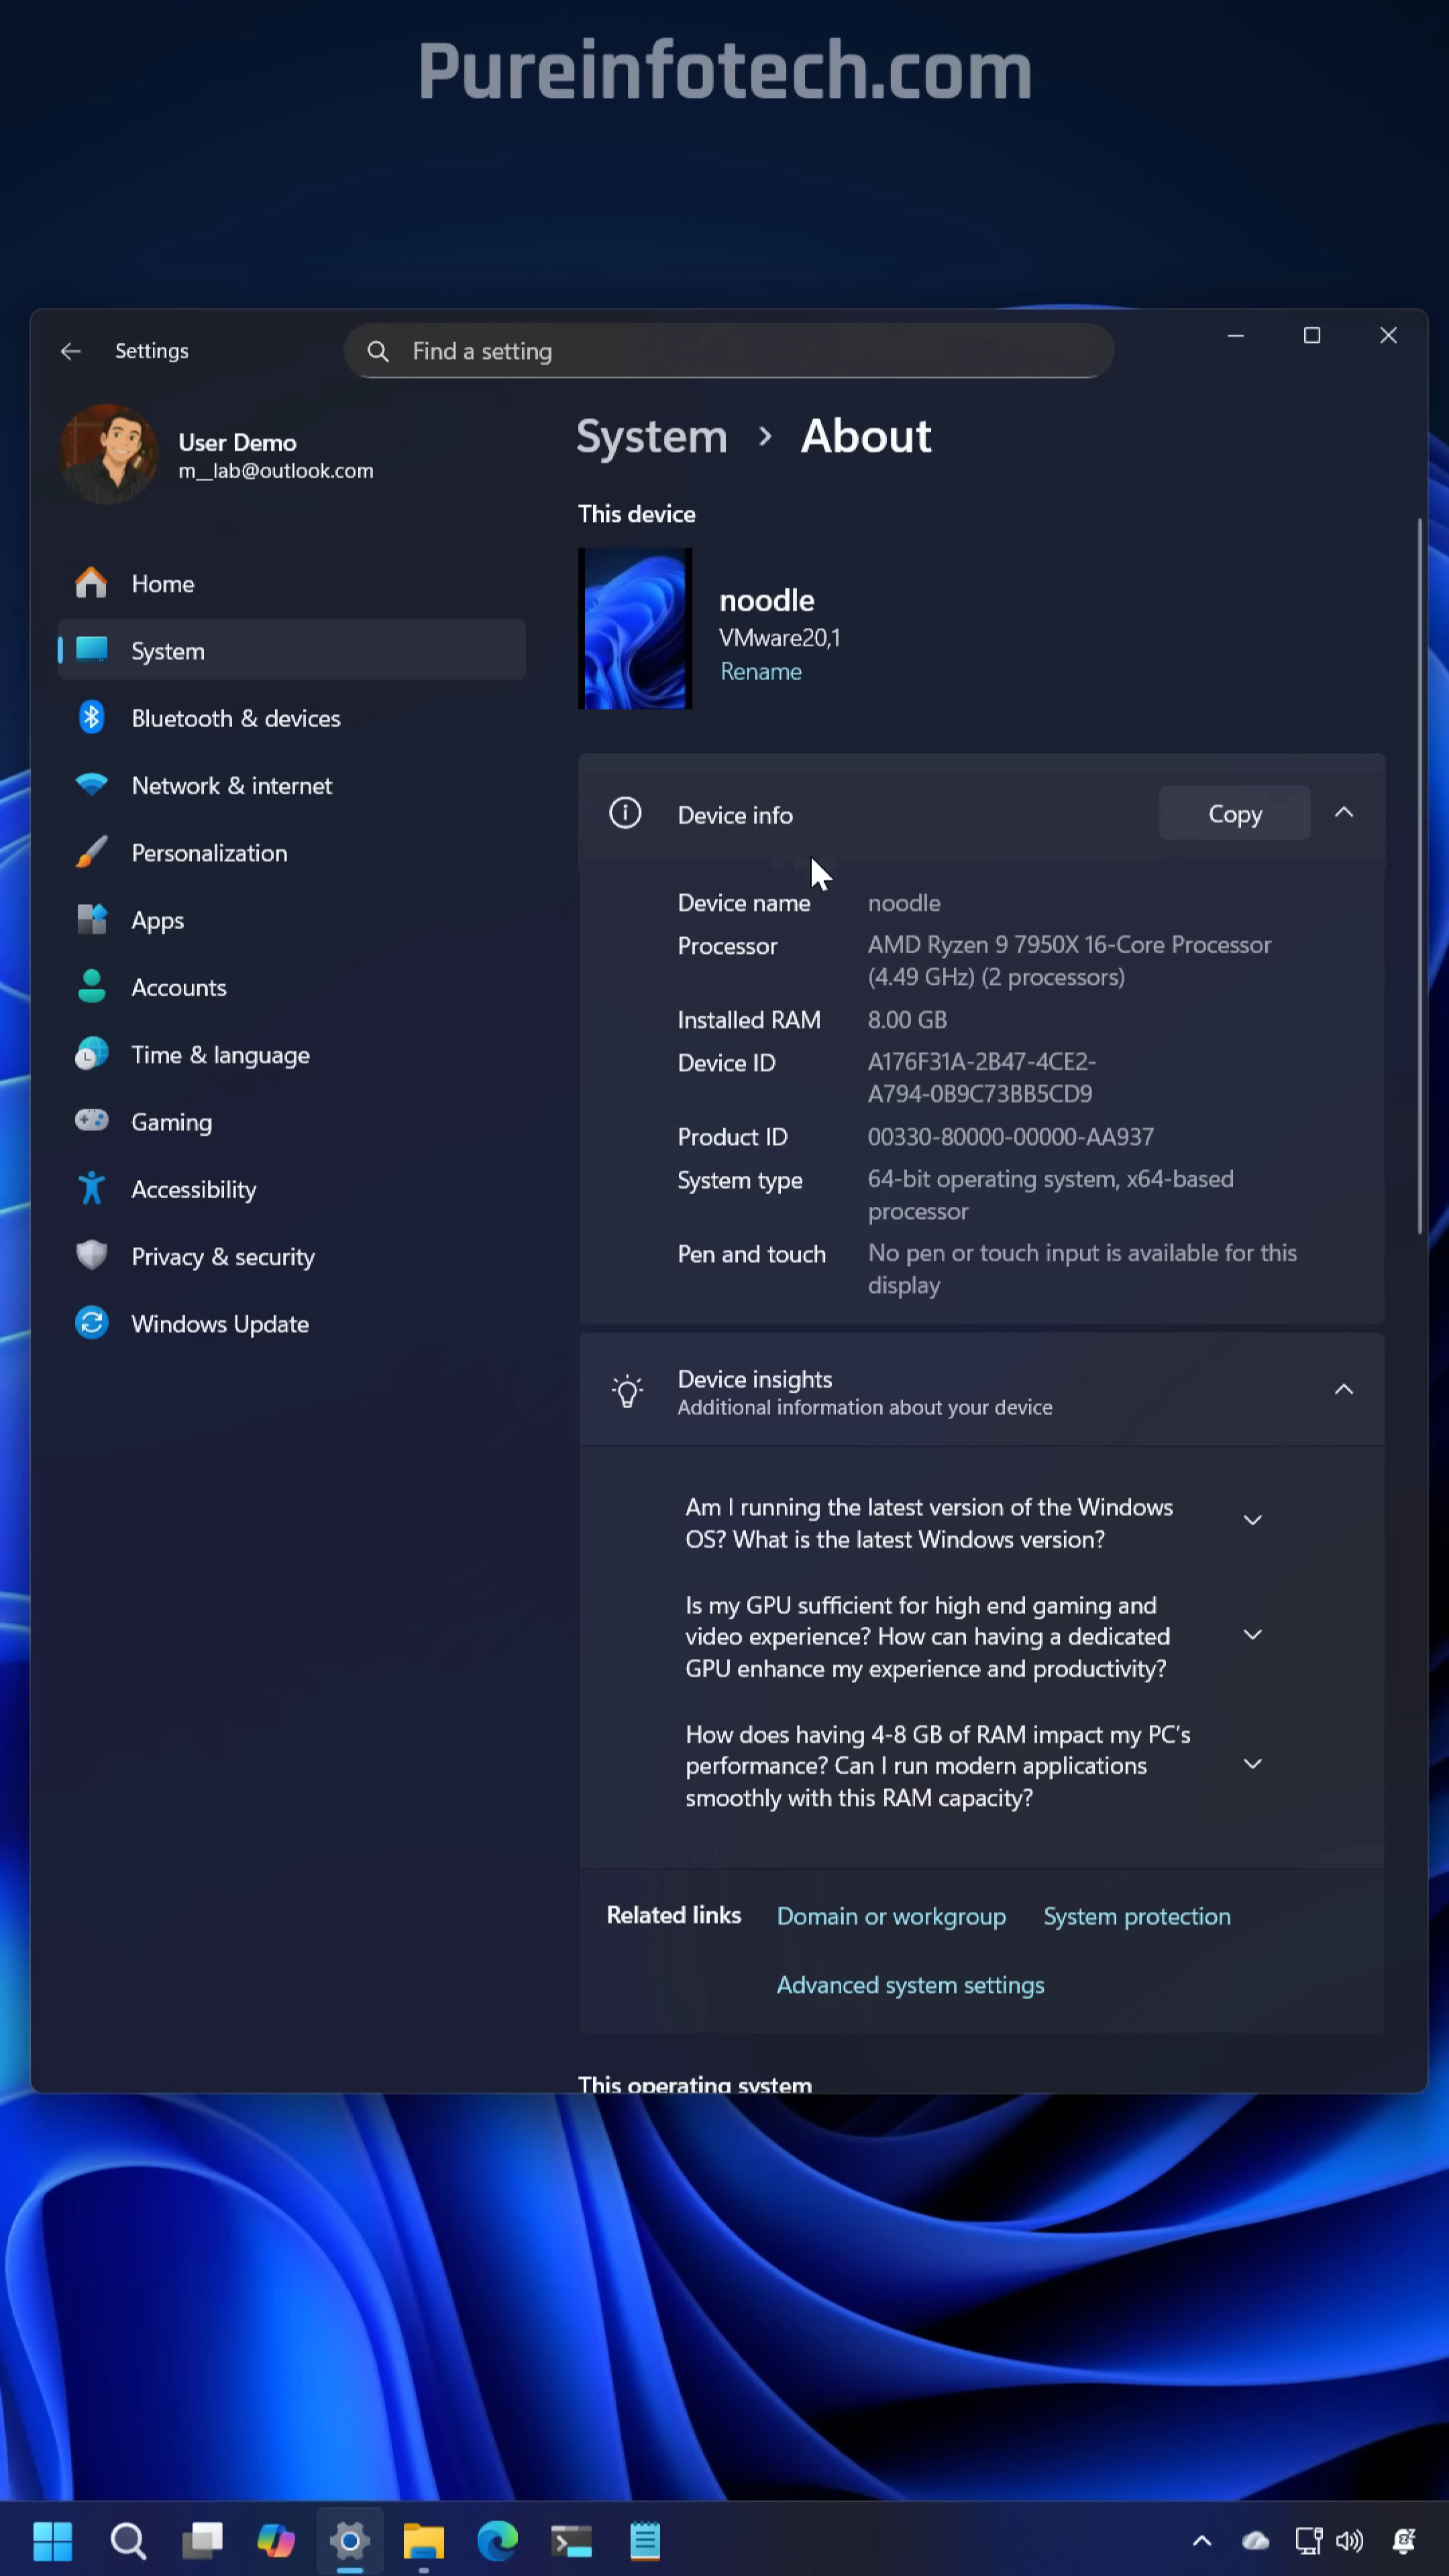 Pureinfotech.com
Settings
Find a setting
User Demo
m__lab@outlook.com
Home
System
Bluetooth & devices
Network & internet
Personalization
Apps
Accounts
Time & language
Gaming
Accessibility
Privacy & security
Windows Update
System > About
This device
noodle
VMware20,1
Rename
Device info
Copy
Device name noodle
Processor AMD Ryzen 9 7950X 16-Core Processor
(4.49 GHz) (2 processors)
Installed RAM 8.00 GB
Device ID A176F31A-2B47-4CE2-
A794-0B9C73BB5CD9
Product ID 00330-80000-00000-AA937
System type 64-bit operating system, x64-based
processor
Pen and touch No pen or touch input is available for this
display
Device insights
Additional information about your device
Am I running the latest version of the Windows
OS? What is the latest Windows version?
Is my GPU sufficient for high end gaming and
video experience? How can having a dedicated
GPU enhance my experience and productivity?
How does having 4-8 GB of RAM impact my PC's
performance? Can I run modern applications
smoothly with this RAM capacity?
Related links Domain or workgroup System protection
Advanced system settings
This operating system